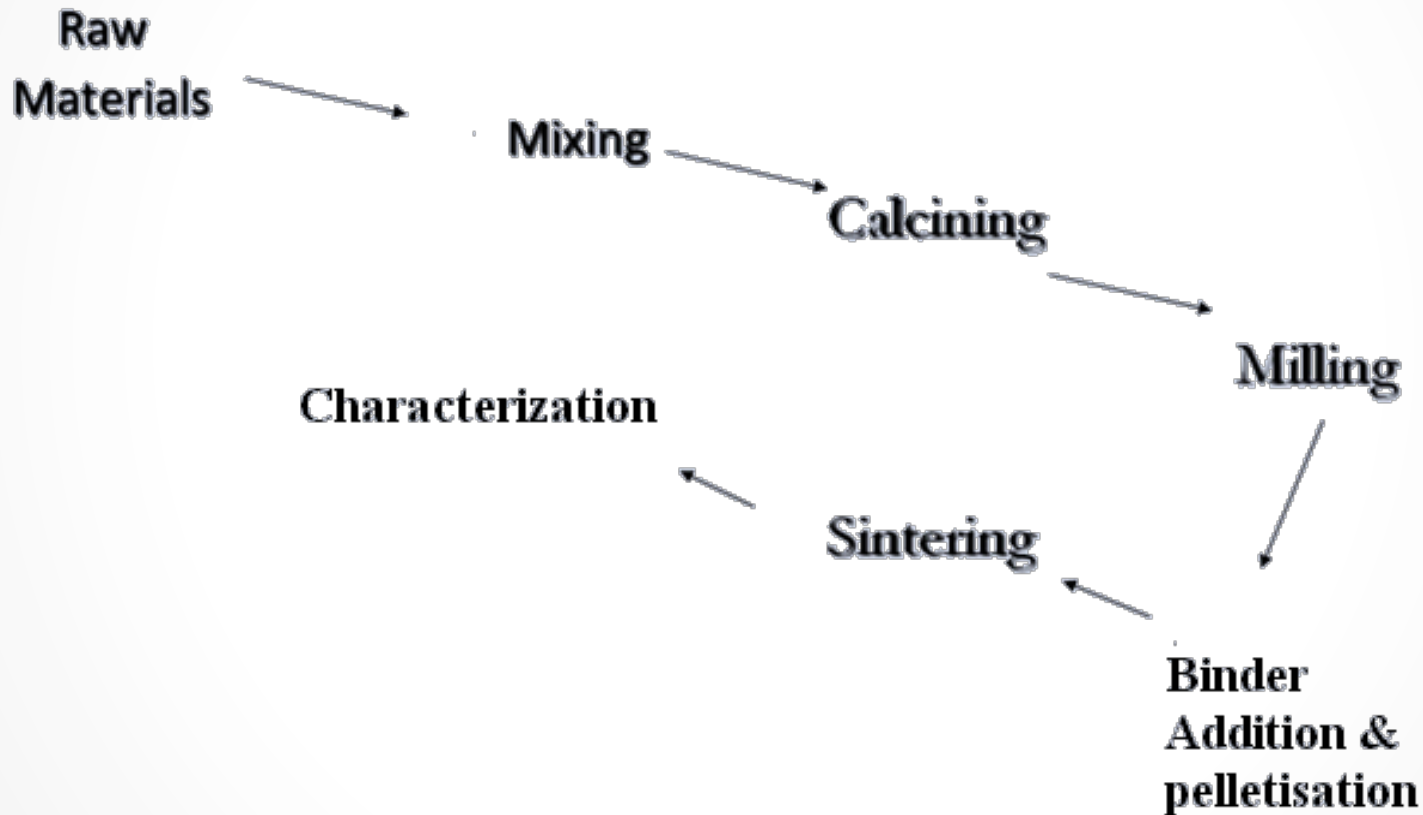 Raw
Materials
Mixing
Calcining
Milling
Binder
Addition &
pelletisation
Sintering
Characterization